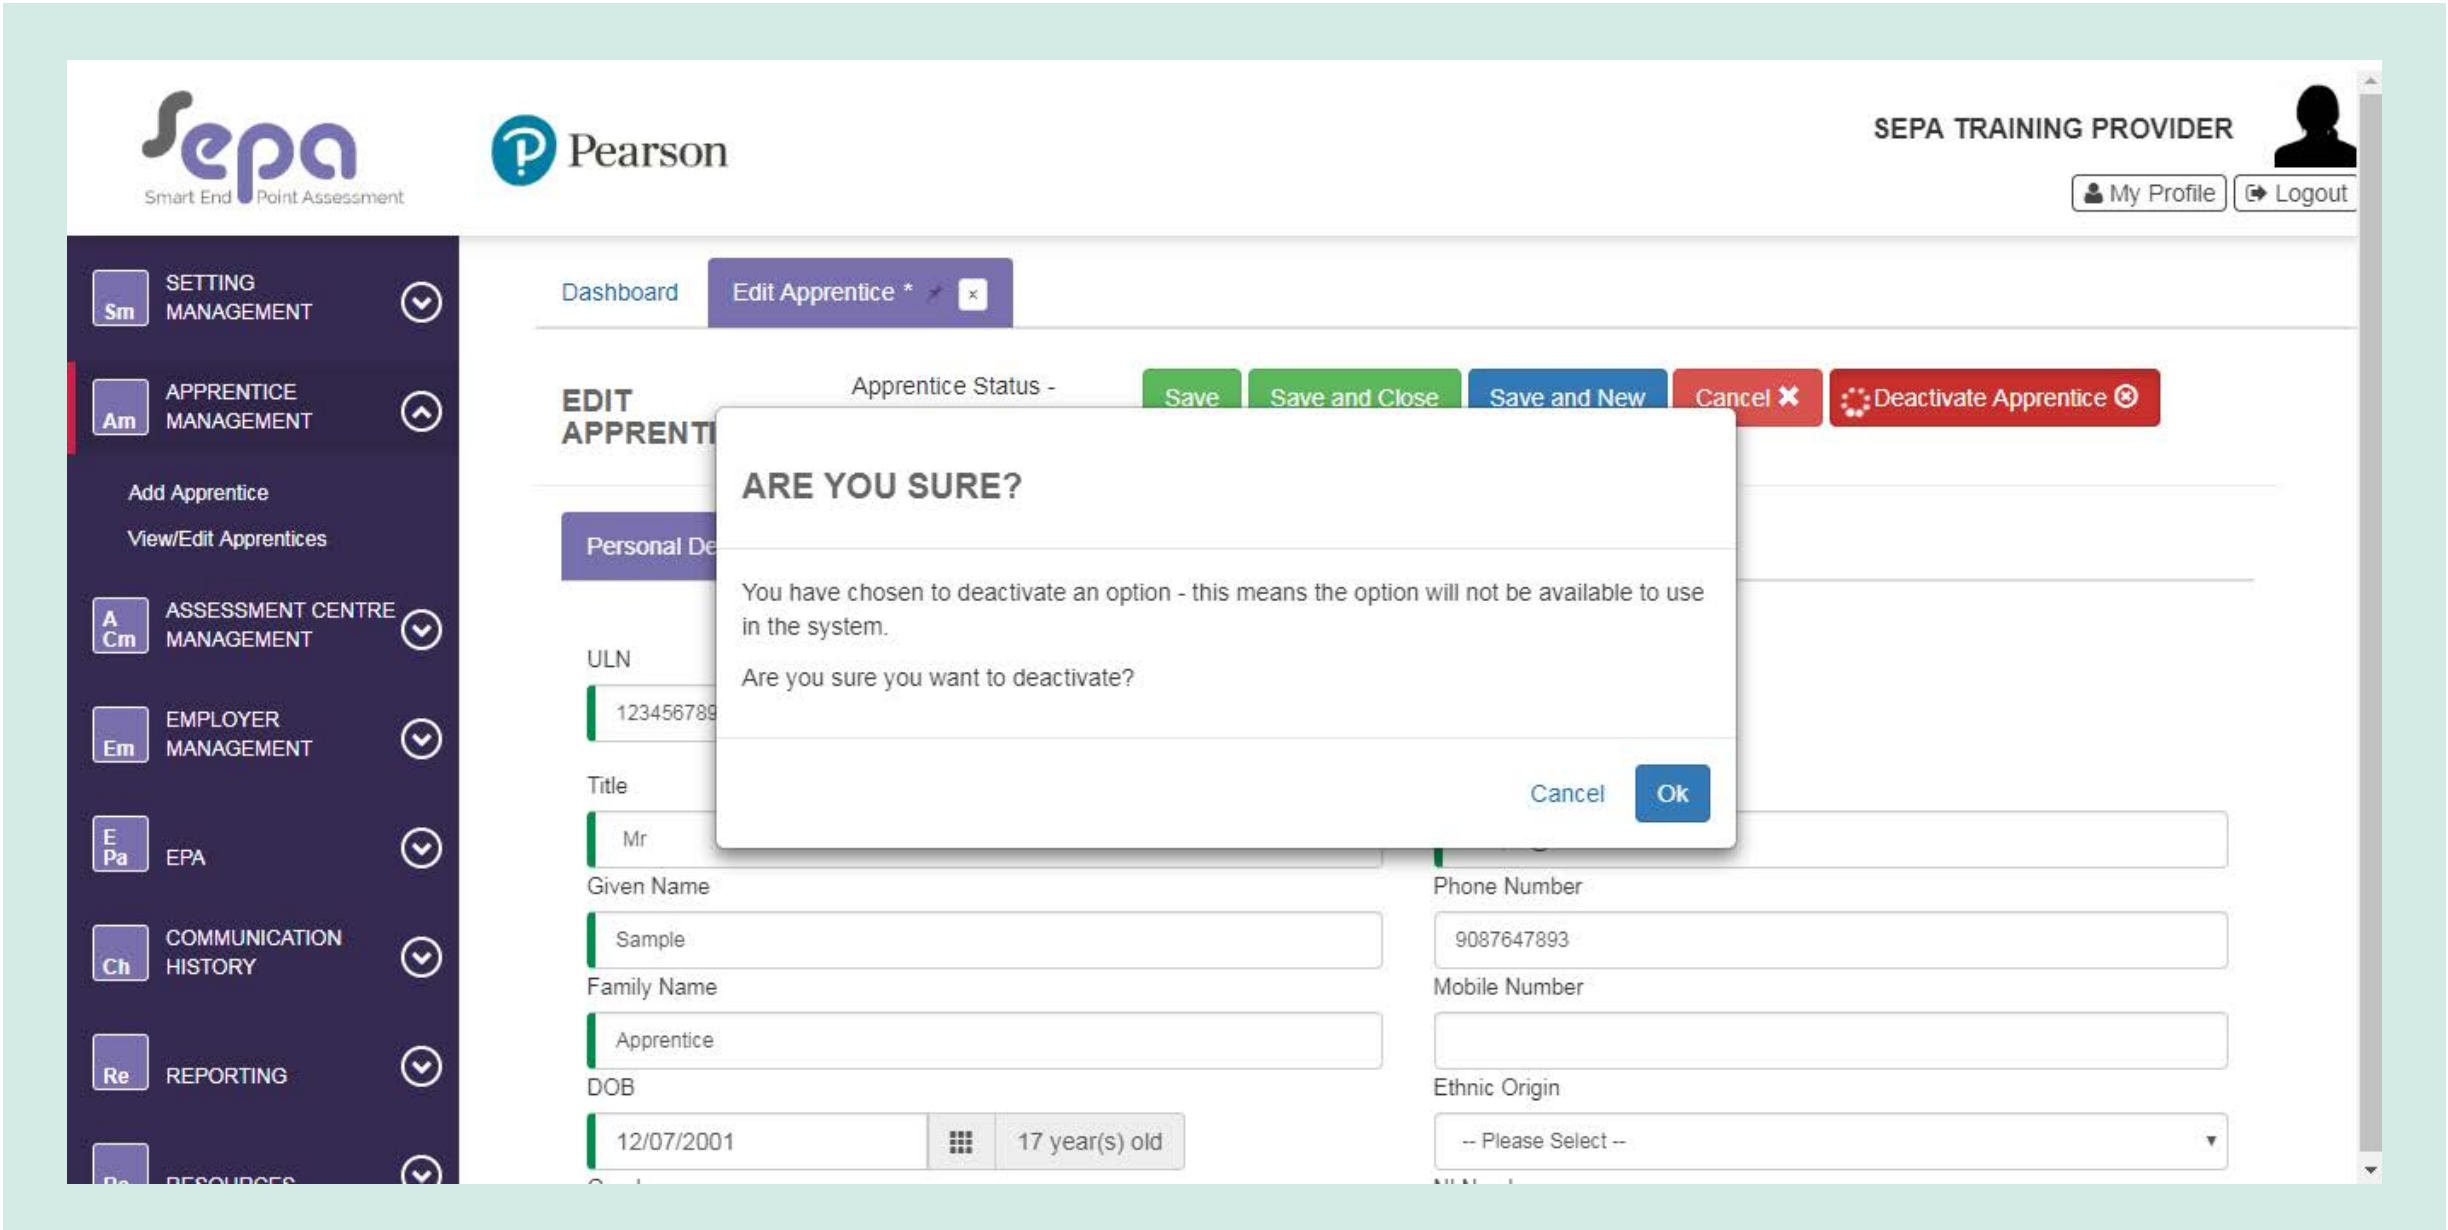 Sepa
Smart End Point Assessment
Pearson
SEPA TRAINING PROVIDER
My Profile
Logout
Sm
SETTING
MANAGEMENT
Am
APPRENTICE
MANAGEMENT
Add Apprentice
View/Edit Apprentices
A
Cm
ASSESSMENT CENTRE
MANAGEMENT
Em
EMPLOYER
MANAGEMENT
E
Pa
EPA
Ch
COMMUNICATION
HISTORY
Re
REPORTING
RESOURCES
Dashboard
Edit Apprentice *
EDIT
APPRENTI
Apprentice Status -
Save
Save and Close
Save and New
Cancel
Deactivate Apprentice
Personal De
ARE YOU SURE?
You have chosen to deactivate an option - this means the option will not be available to use
in the system.
Are you sure you want to deactivate?
Cancel
Ok
ULN
123456789
Title
Mr
Given Name
Sample
Family Name
Apprentice
DOB
12/07/2001
17 year(s) old
Phone Number
9087647893
Mobile Number
Ethnic Origin
-- Please Select --